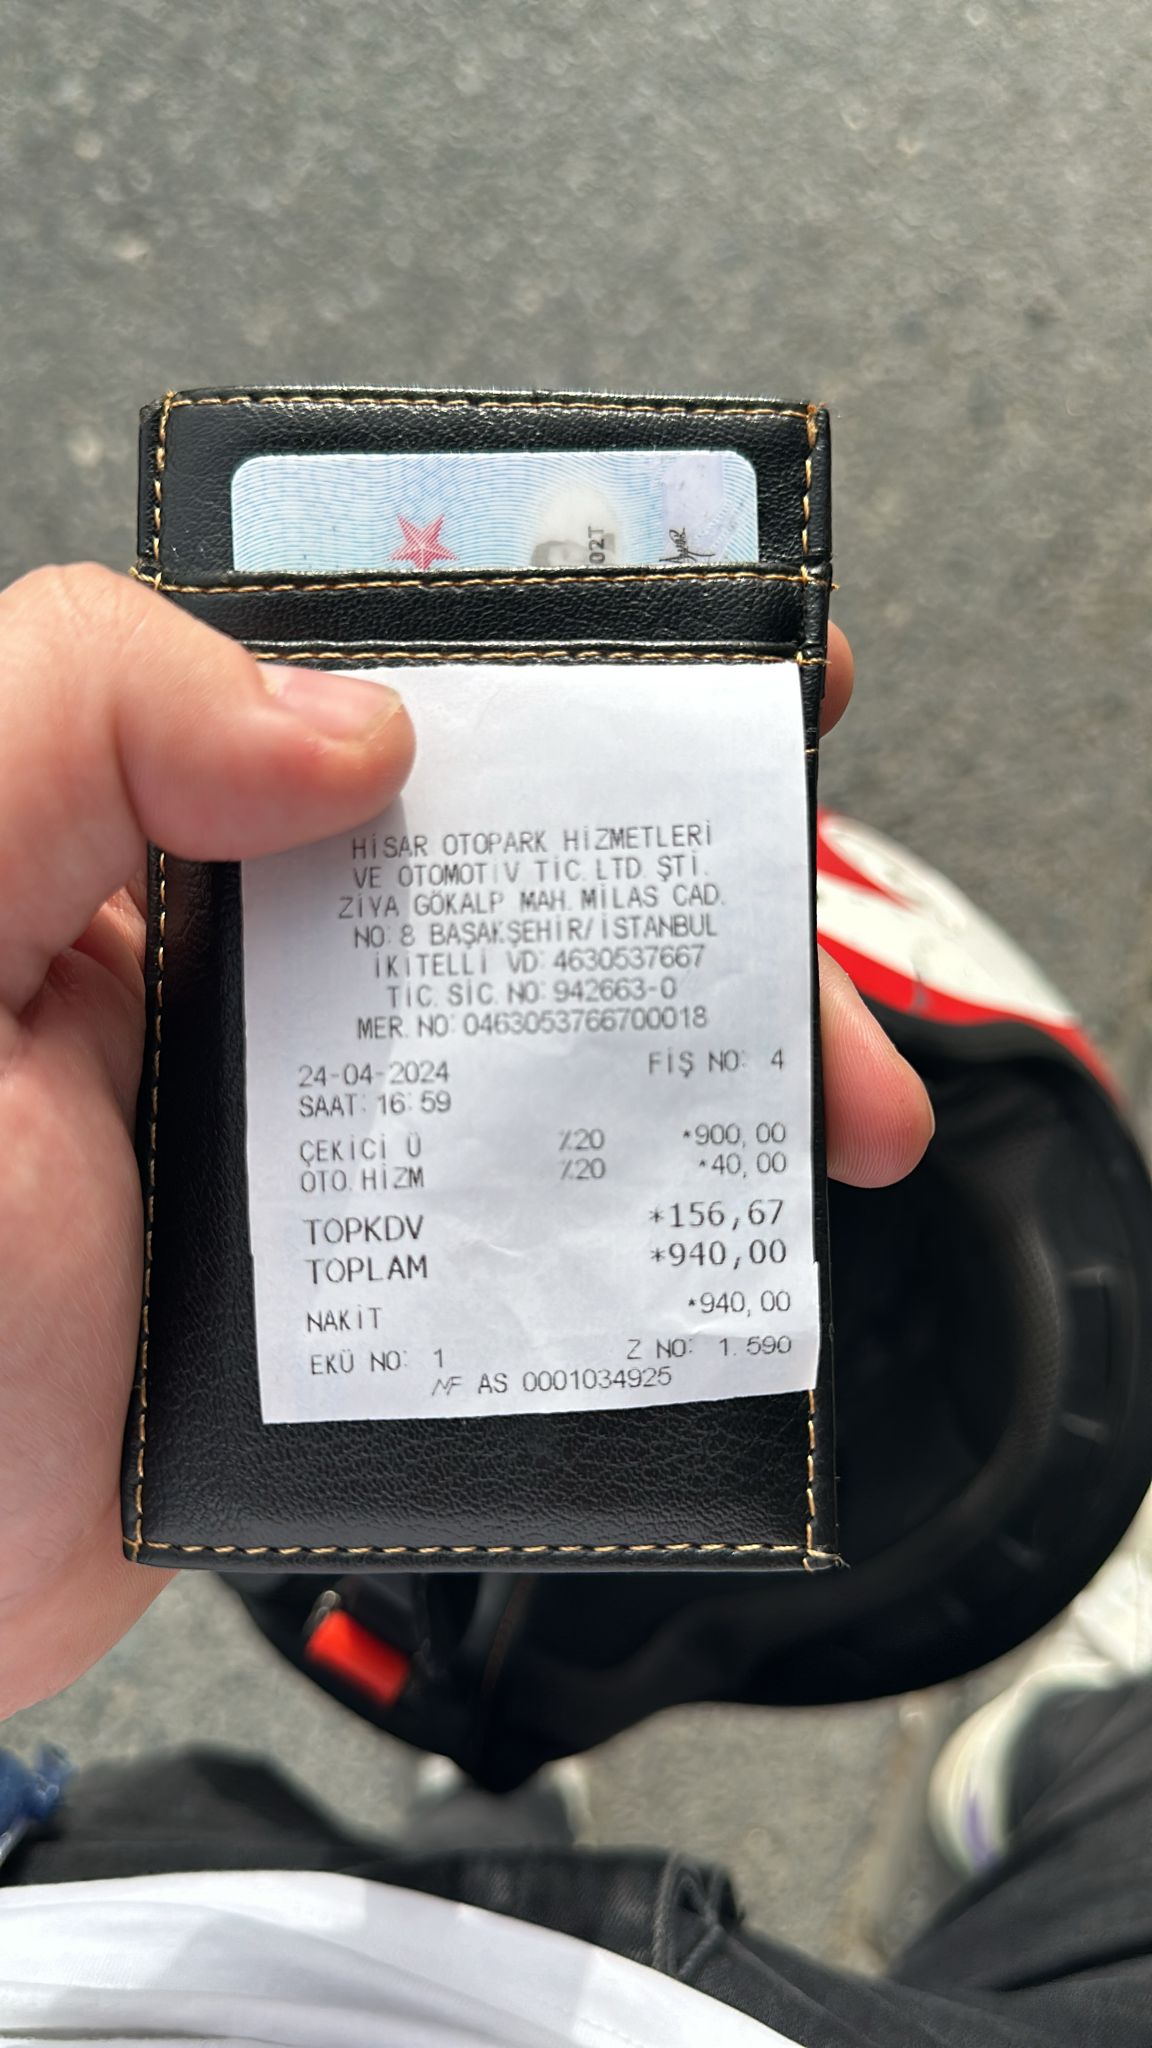 02T
HİSAR OTOPARK HİZMETLERİ
VE OTOMOTİV TİC. LTD. ŞTİ.
ZİYA GÖKALP MAH. MİLAS CAD.
NO: 8 BAŞAKŞEHİR/İSTANBUL
İKİTELLİ VD: 4630537667
TİC. SİC. NO: 942663-0
MER. NO: 0463053766700018
24-04-2024 FİŞ NO: 4
SAAT: 16:59
ÇEKİCİ Ü %20 *900,00
OTO.HİZM %20 *40,00
TOPKDV *156,67
TOPLAM *940,00
NAKİT *940,00
EKÜ NO: 1 Z NO: 1.590
MF AS 0001034925